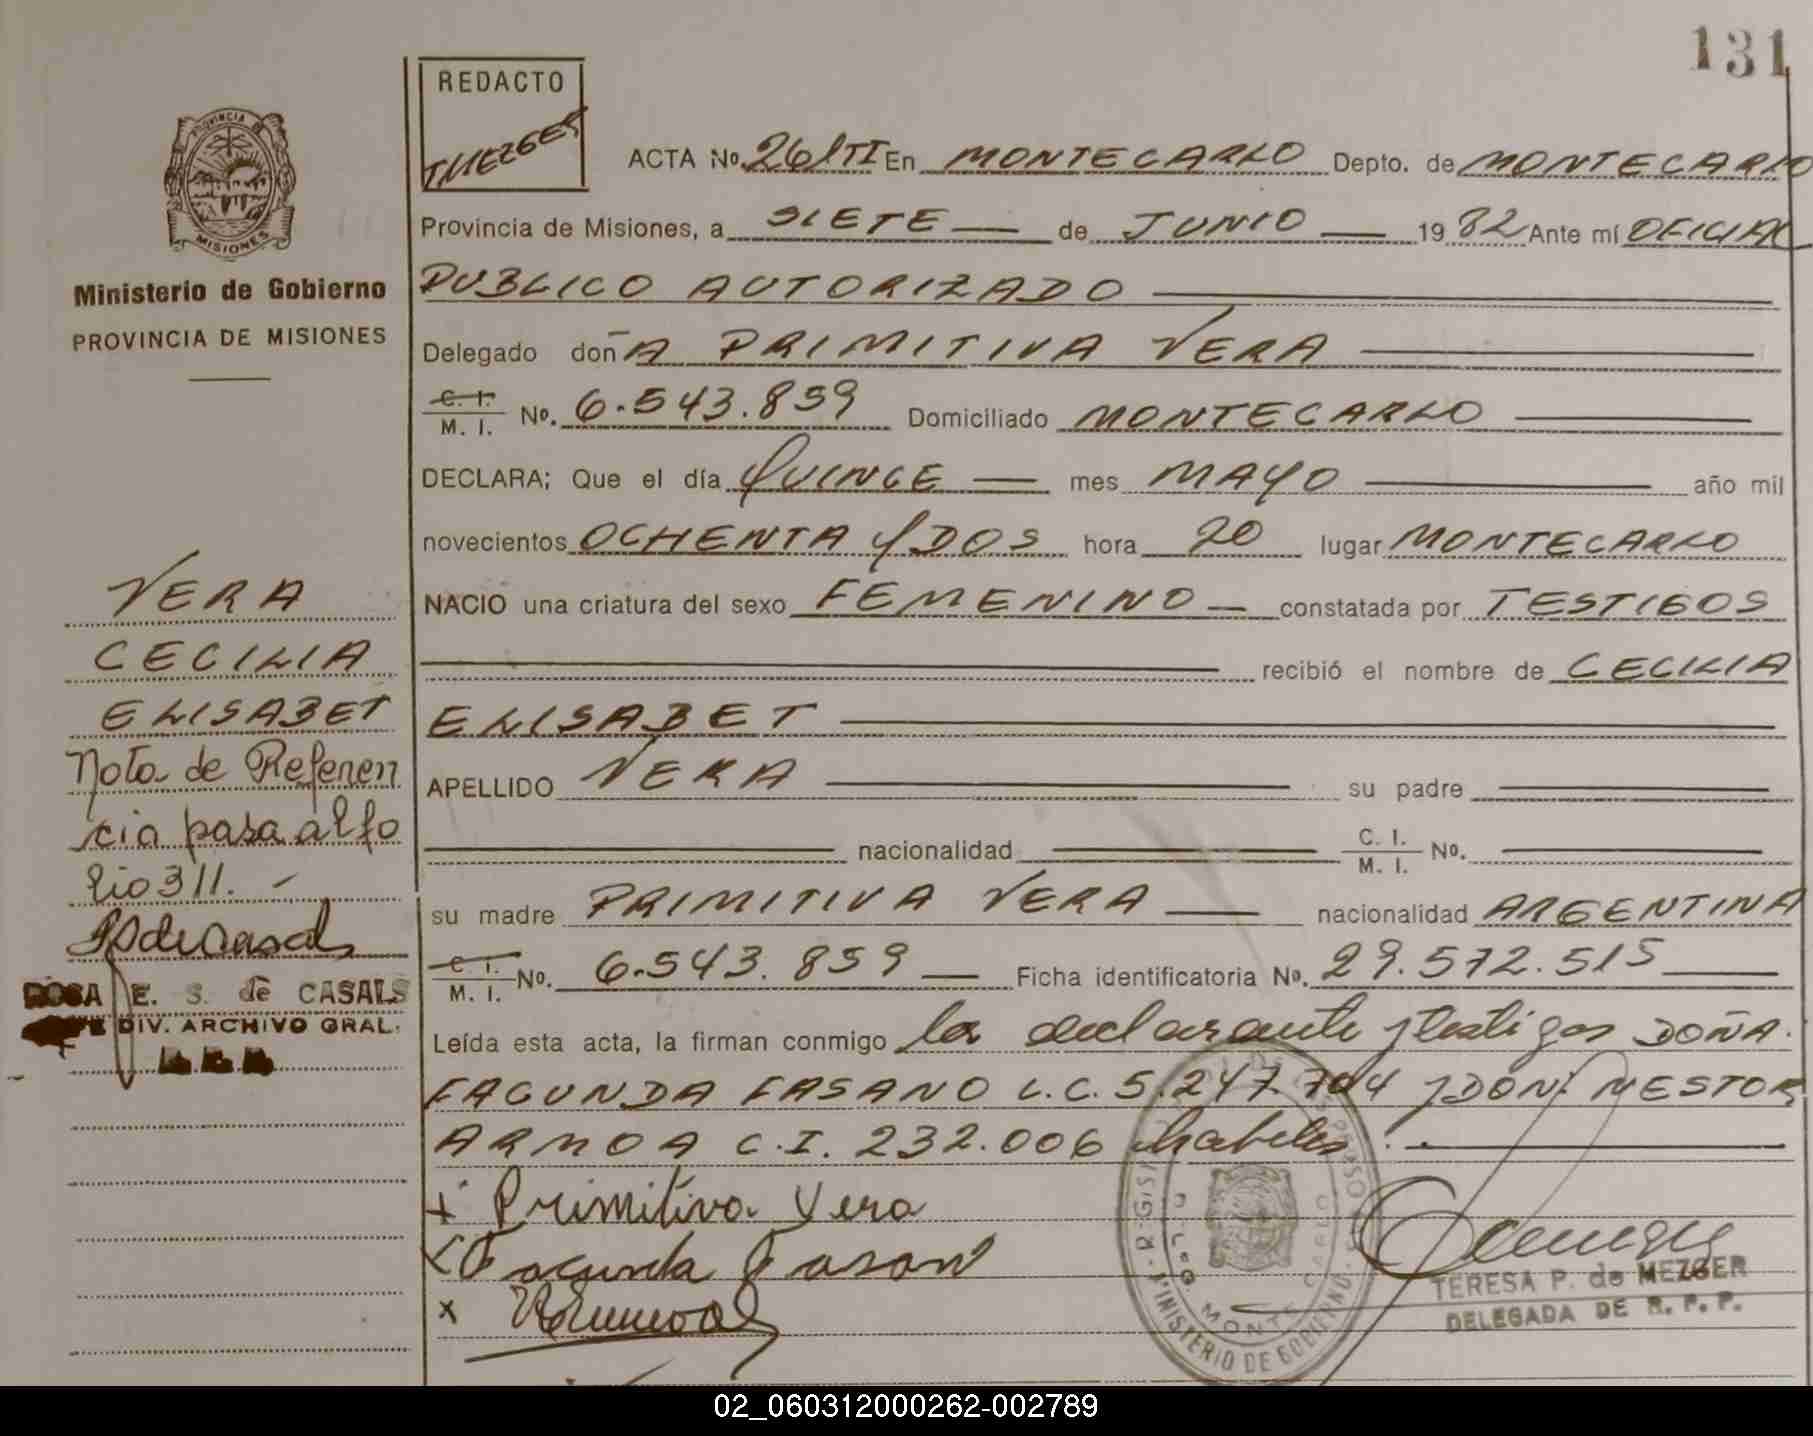 131
REDACTO
TMEZGER
ACTA No. 261TI En MONTECARLO Depto. de MONTECARLO
Provincia de Misiones, a SIETE — de JUNIO — 1982 Ante mí OFICIAL
PUBLICO AUTORIZADO
Delegado doñA PRIMITIVA VERA
C. I.
M. I. No. 6.543.859 Domiciliado MONTECARLO
DECLARA; Que el día QUINCE — mes MAYO — año mil
novecientos OCHENTA Y DOS hora 20 lugar MONTECARLO
NACIO una criatura del sexo FEMENINO — constatada por TESTIGOS
recibió el nombre de CECILIA
ELISABET
APELLIDO VERA — su padre —
— nacionalidad — C. I.
M. I. No. —
su madre PRIMITIVA VERA — nacionalidad ARGENTINA
C. I.
M. I. No. 6.543.859 — Ficha identificatoria No. 29.572.515
Leída esta acta, la firman conmigo la declarante y testigos DOÑA
FACUNDA FASANO L.C. 5.247.704 y DON: NESTOR
ARMOA C.I. 232.006 habiles.
+ Primitiva Vera
Facunda Fasano
x
TERESA P. de MEZGER
DELEGADA DE R. P. P.
MINISTERIO DE GOBIERNO
PROVINCIA DE
MISIONES
Ministerio de Gobierno
PROVINCIA DE MISIONES
VERA
CECILIA
ELISABET
Nota de Referen
cia pasa al fo
lio 311.
ROSA E. S. de CASALS
DIV. ARCHIVO GRAL.
02_060312000262-002789